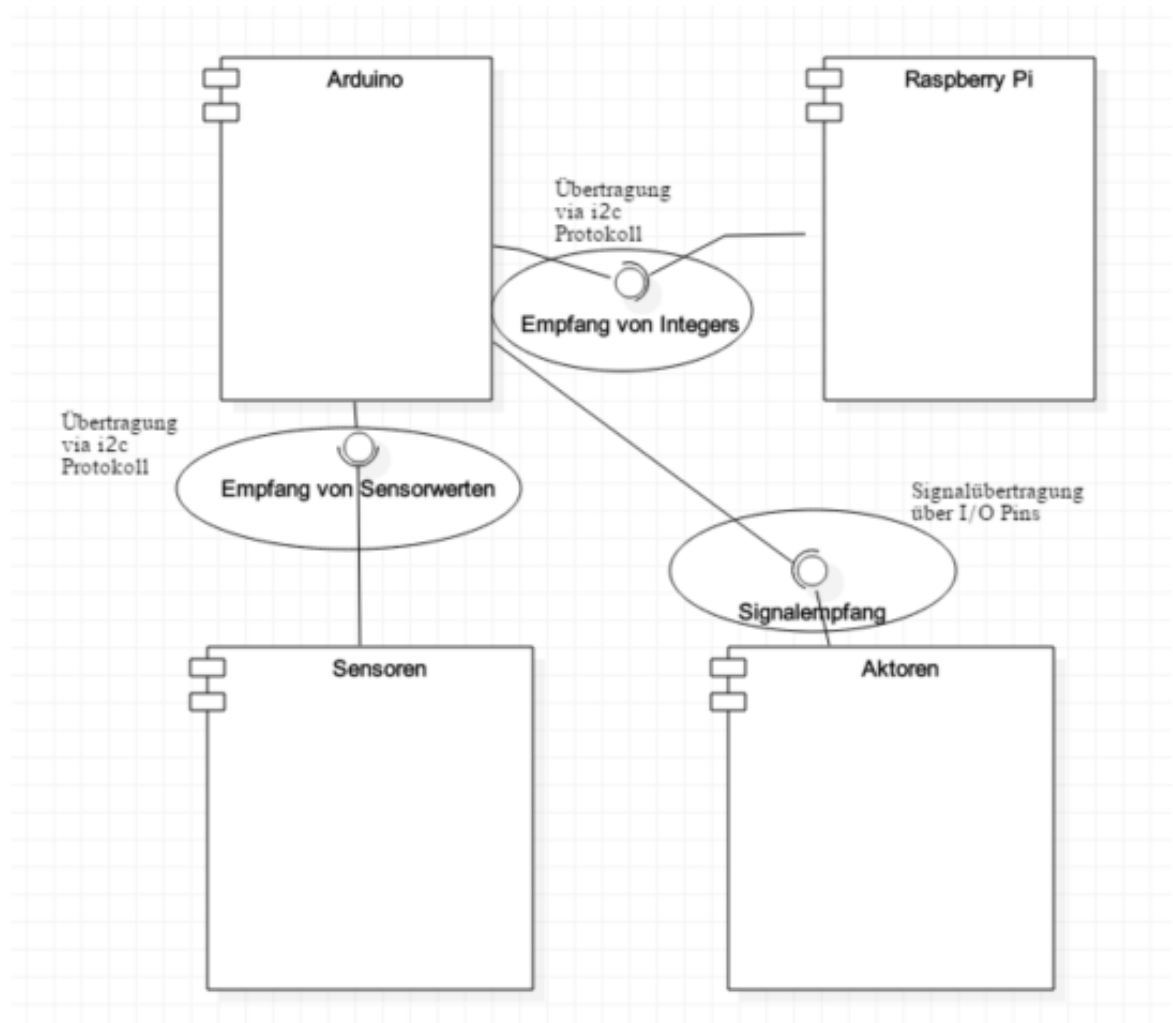 Arduino
Raspberry Pi
Übertragung
via i2c
Protokoll
Empfang von Integers
Übertragung
via i2c
Protokoll
Empfang von Sensorwerten
Signalübertragung
über I/O Pins
Signalempfang
Sensoren
Aktoren